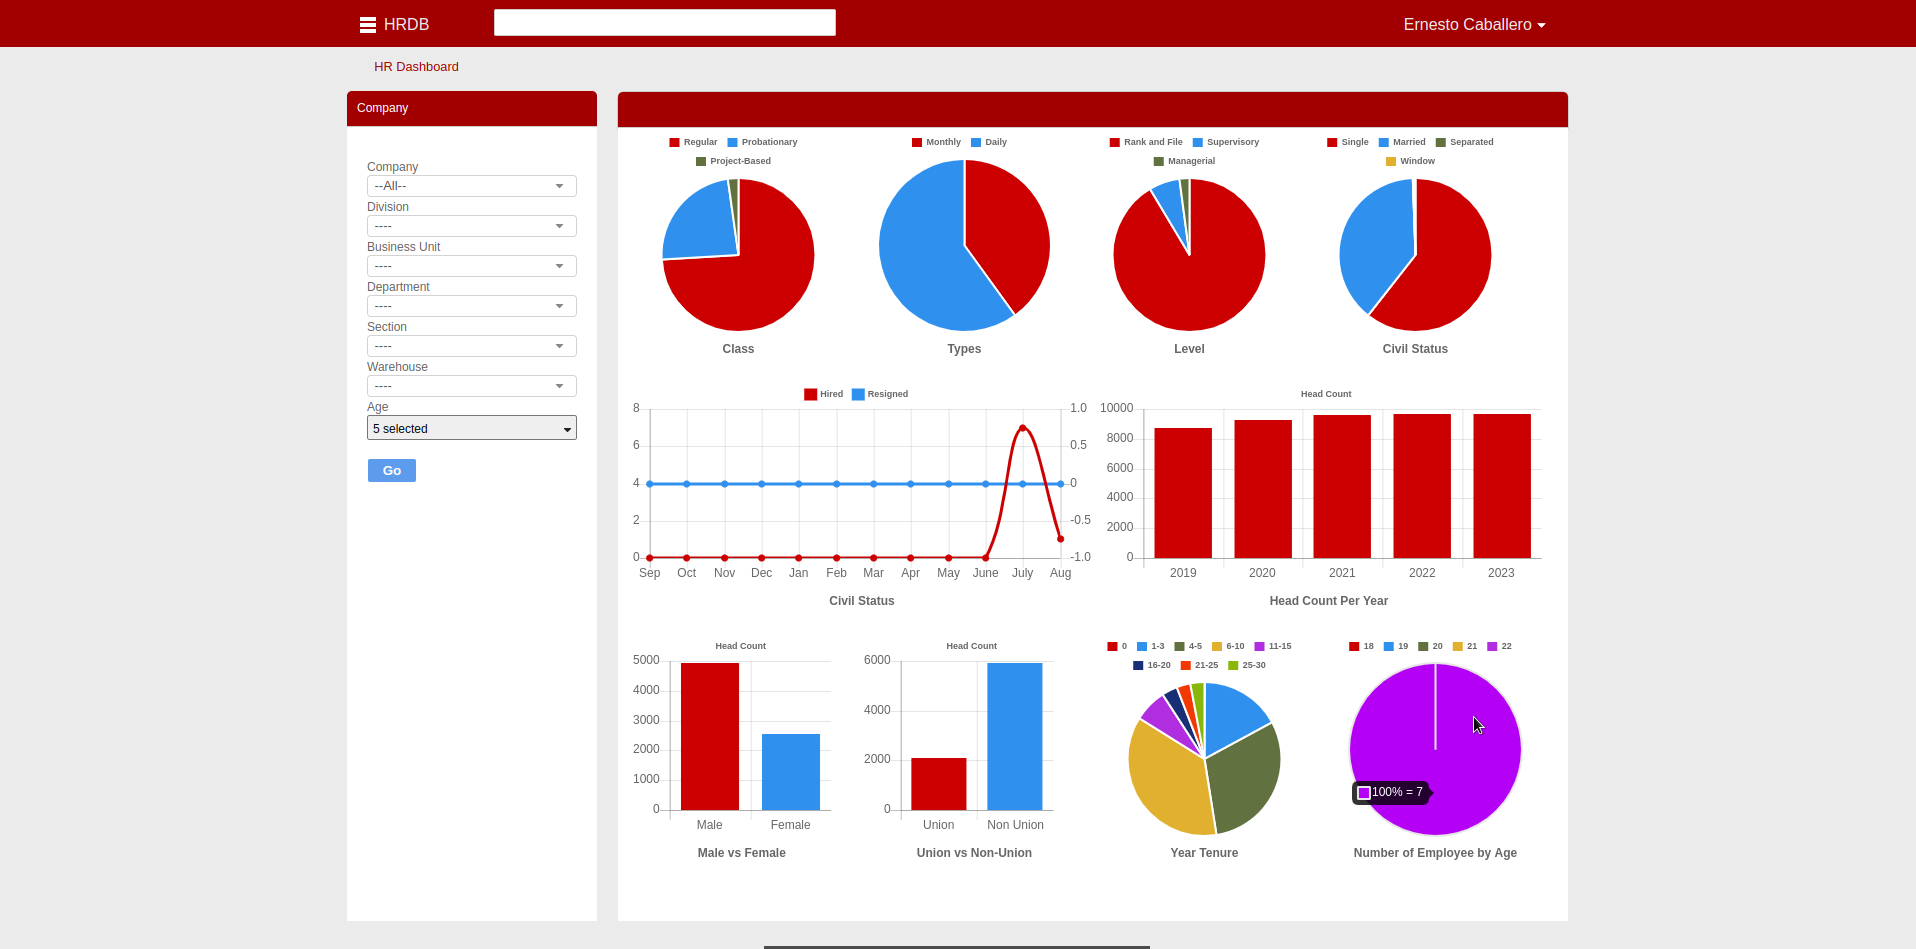 HRDB
Ernesto Caballero
HR Dashboard
Company
Company
--All--
Division
----
Business Unit
----
Department
----
Section
----
Warehouse
----
Age
5 selected
Go
Regular Probationary
Project-Based
Class
Monthly Daily
Types
Rank and File Supervisory
Managerial
Level
Single Married Separated
Window
Civil Status
Hired Resigned
8 1.0
6 0.5
4 0
2 -0.5
0 -1.0
Sep Oct Nov Dec Jan Feb Mar Apr May June July Aug
Civil Status
Head Count
10000
8000
6000
4000
2000
0
2019 2020 2021 2022 2023
Head Count Per Year
Head Count
5000
4000
3000
2000
1000
0
Male Female
Male vs Female
Head Count
6000
4000
2000
0
Union Non Union
Union vs Non-Union
0 1-3 4-5 6-10 11-15
16-20 21-25 25-30
Year Tenure
18 19 20 21 22
100% = 7
Number of Employee by Age